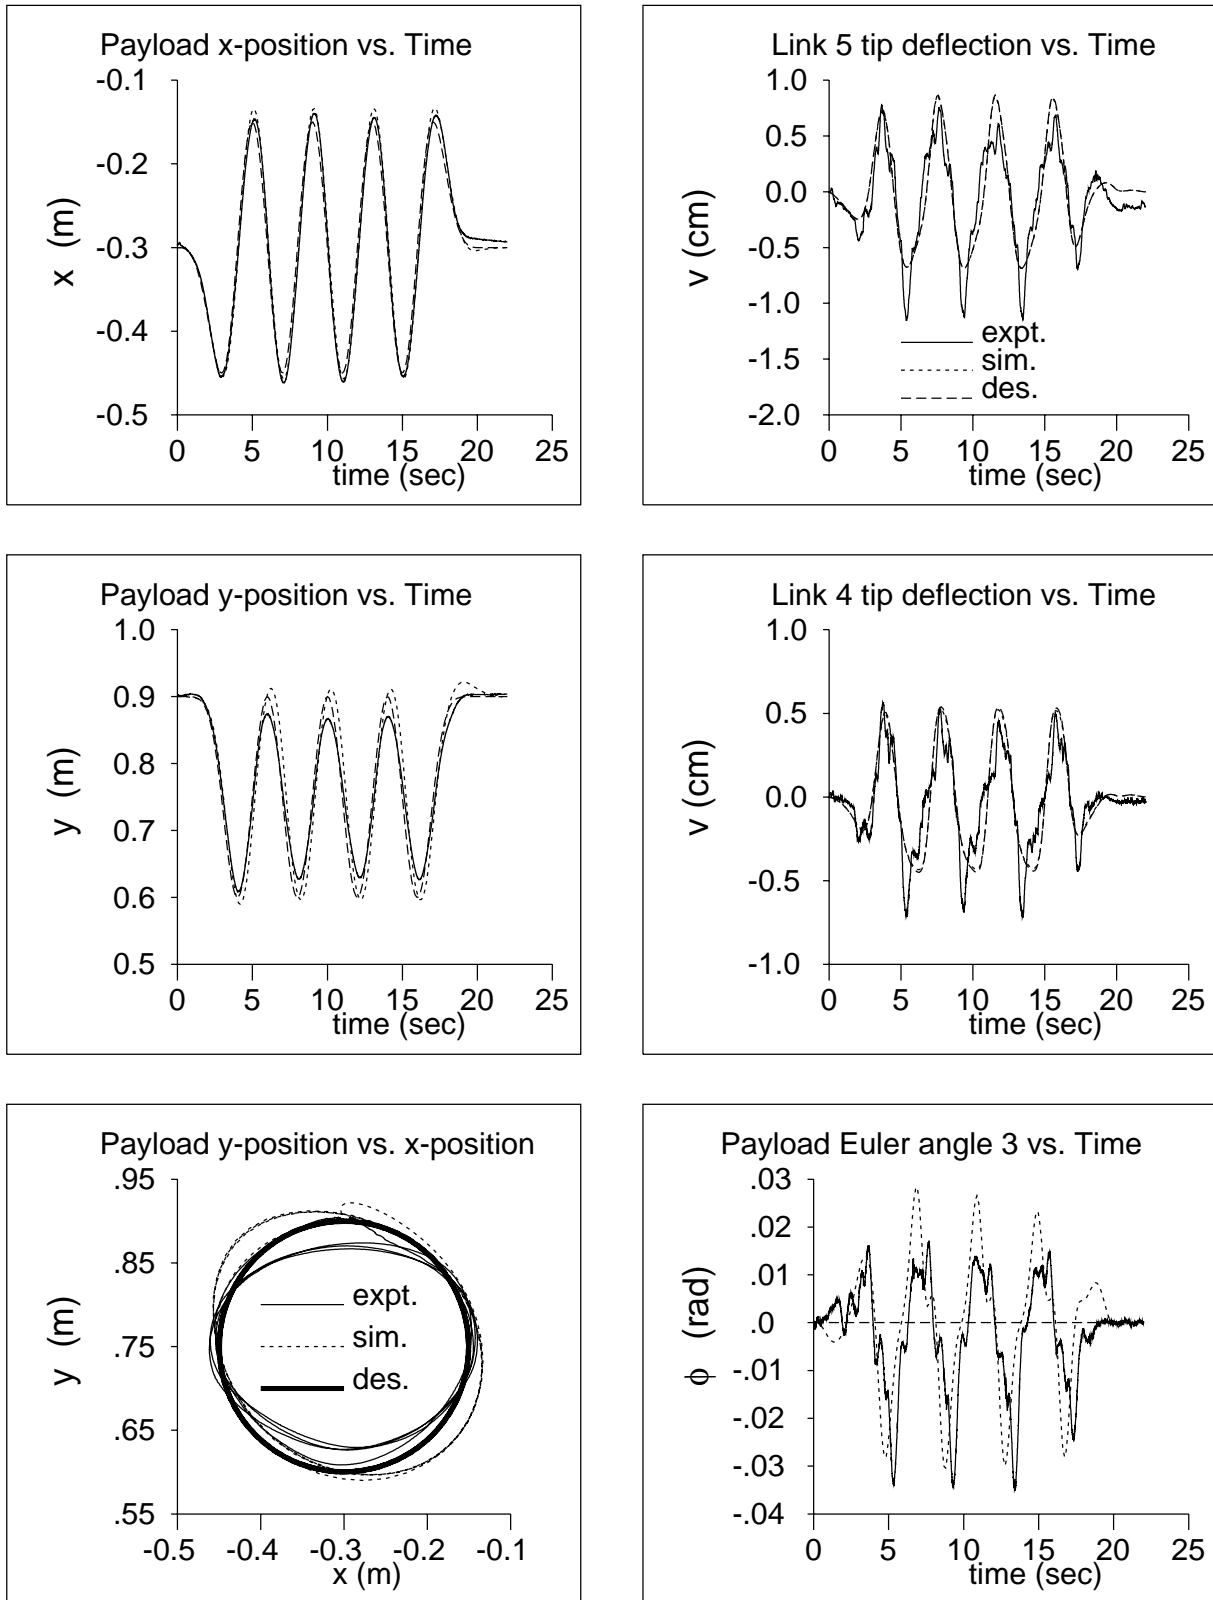 Payload x-position vs. Time
-0.1
-0.2
-0.3
-0.4
-0.5
x (m)
0 5 10 15 20 25
time (sec)
Link 5 tip deflection vs. Time
1.0
0.5
0.0
-0.5
-1.0
-1.5
-2.0
v (cm)
expt.
sim.
des.
0 5 10 15 20 25
time (sec)
Payload y-position vs. Time
1.0
0.9
0.8
0.7
0.6
0.5
y (m)
0 5 10 15 20 25
time (sec)
Link 4 tip deflection vs. Time
1.0
0.5
0.0
-0.5
-1.0
v (cm)
0 5 10 15 20 25
time (sec)
Payload y-position vs. x-position
.95
.85
.75
.65
.55
y (m)
expt.
sim.
des.
-0.5 -0.4 -0.3 -0.2 -0.1
x (m)
Payload Euler angle 3 vs. Time
.03
.02
.01
.0
-.01
-.02
-.03
-.04
ϕ (rad)
0 5 10 15 20 25
time (sec)